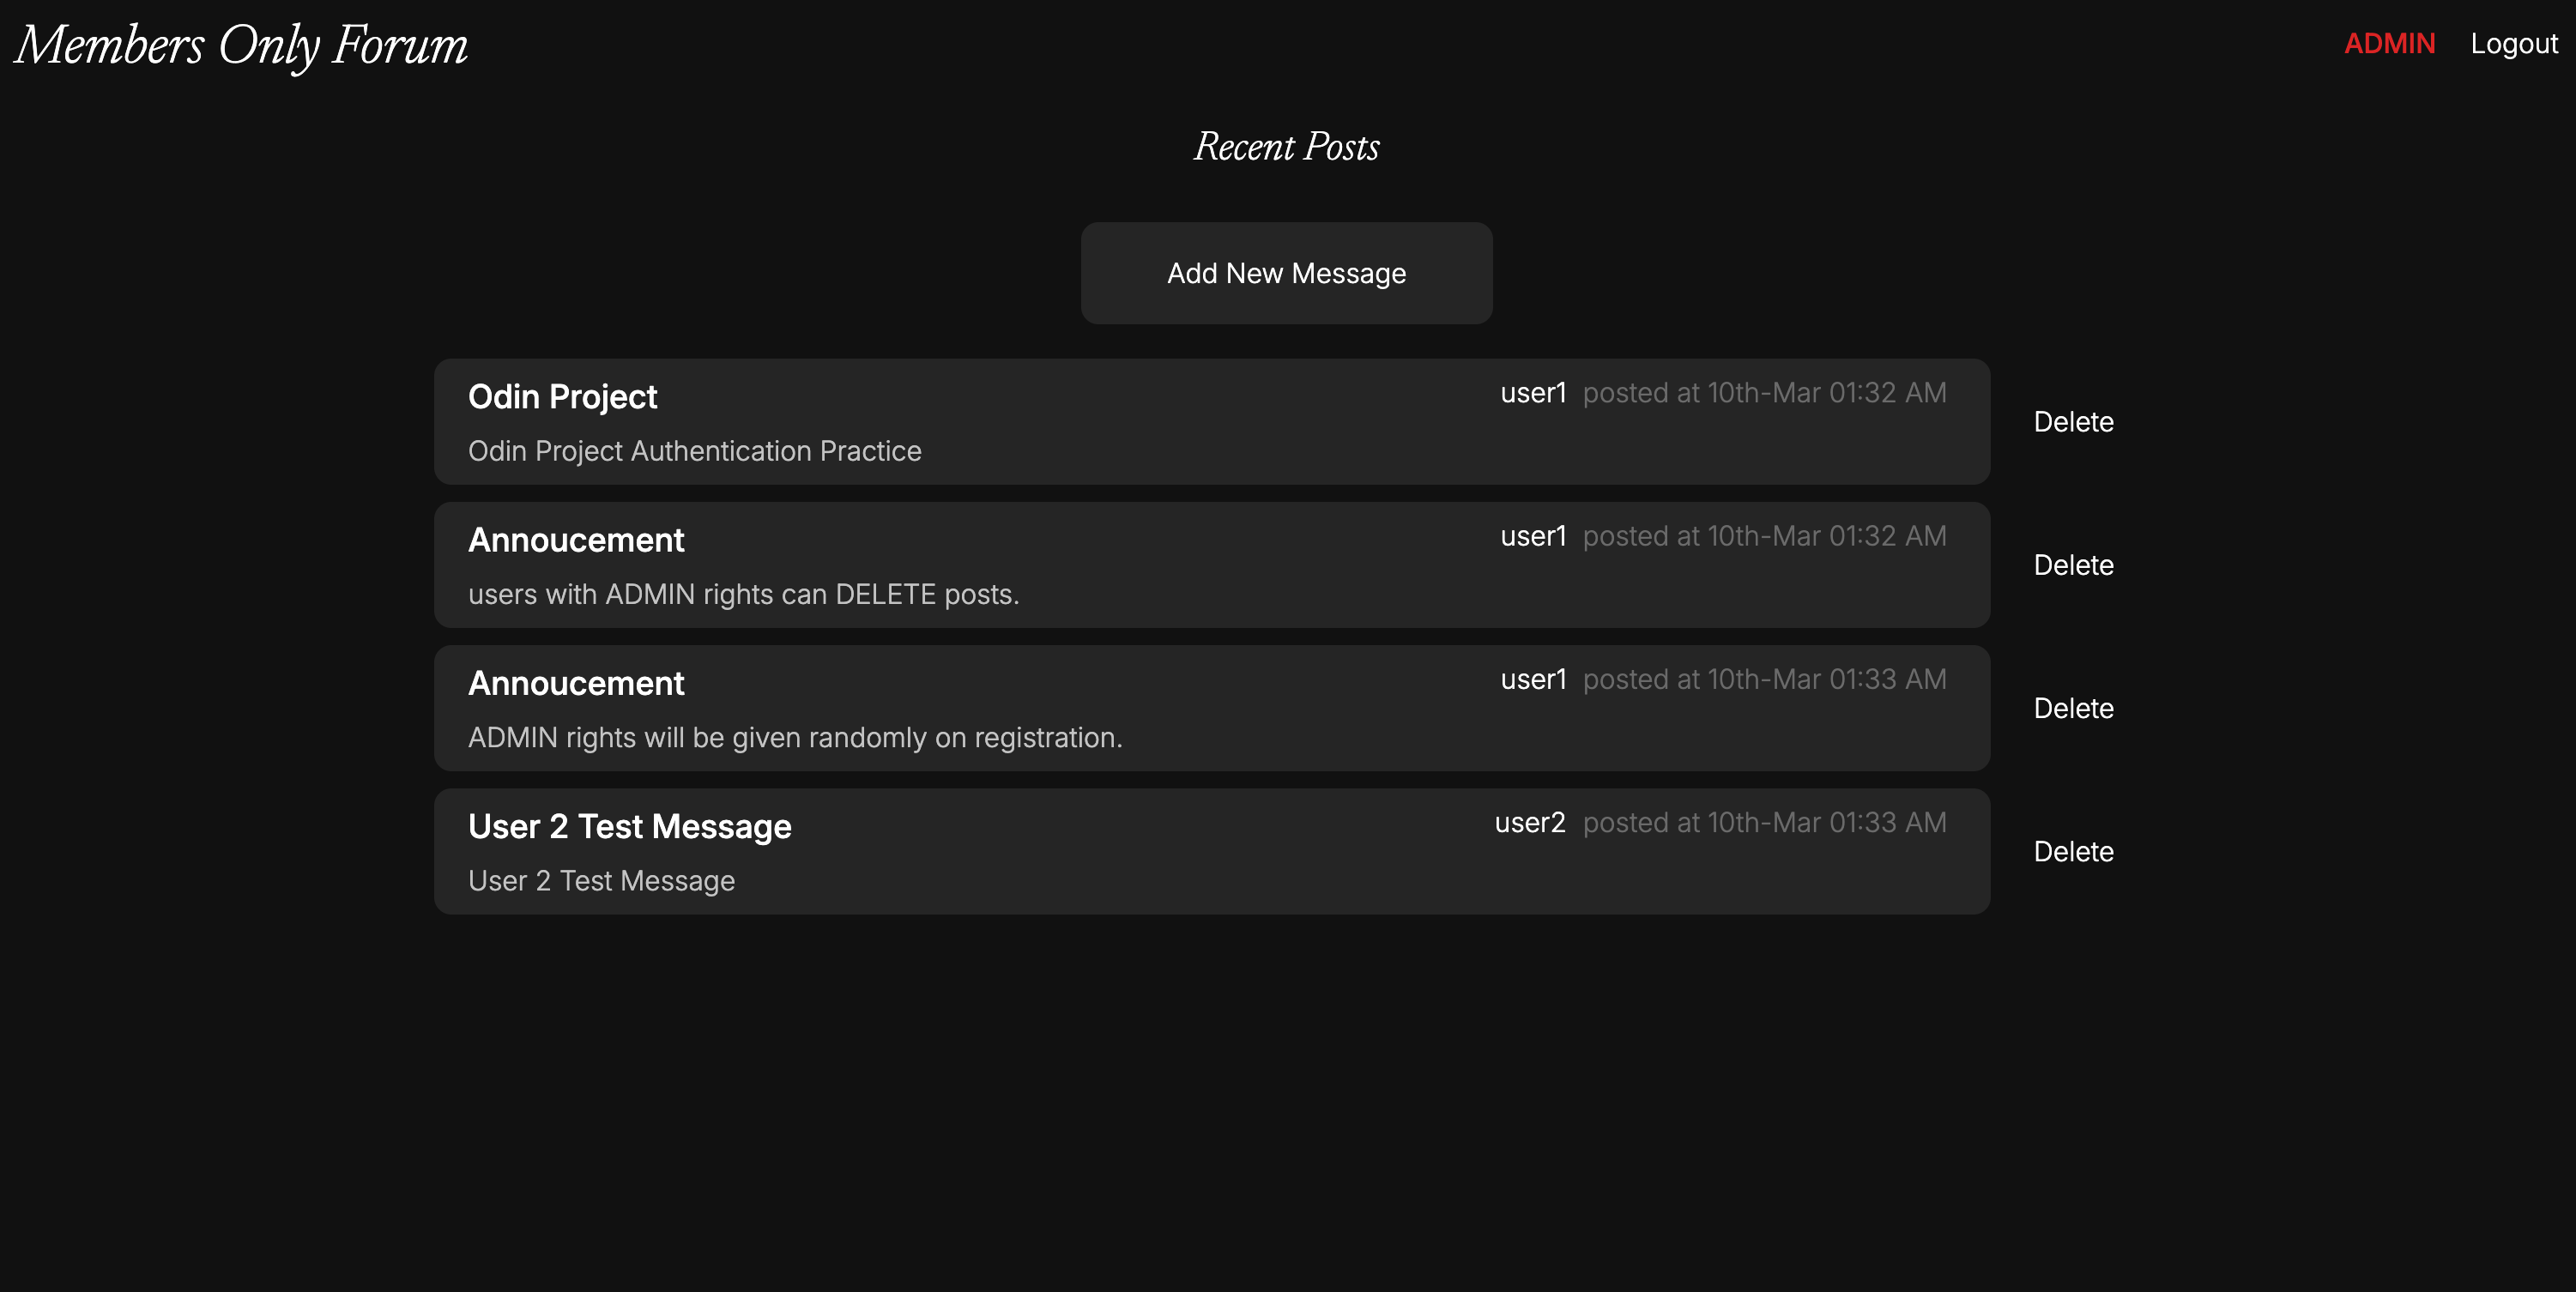 Members Only Forum
ADMIN Logout
Recent Posts
Add New Message
Odin Project
user1 posted at 10th-Mar 01:32 AM
Odin Project Authentication Practice
Delete
Annoucement
user1 posted at 10th-Mar 01:32 AM
users with ADMIN rights can DELETE posts.
Delete
Annoucement
user1 posted at 10th-Mar 01:33 AM
ADMIN rights will be given randomly on registration.
Delete
User 2 Test Message
user2 posted at 10th-Mar 01:33 AM
User 2 Test Message
Delete